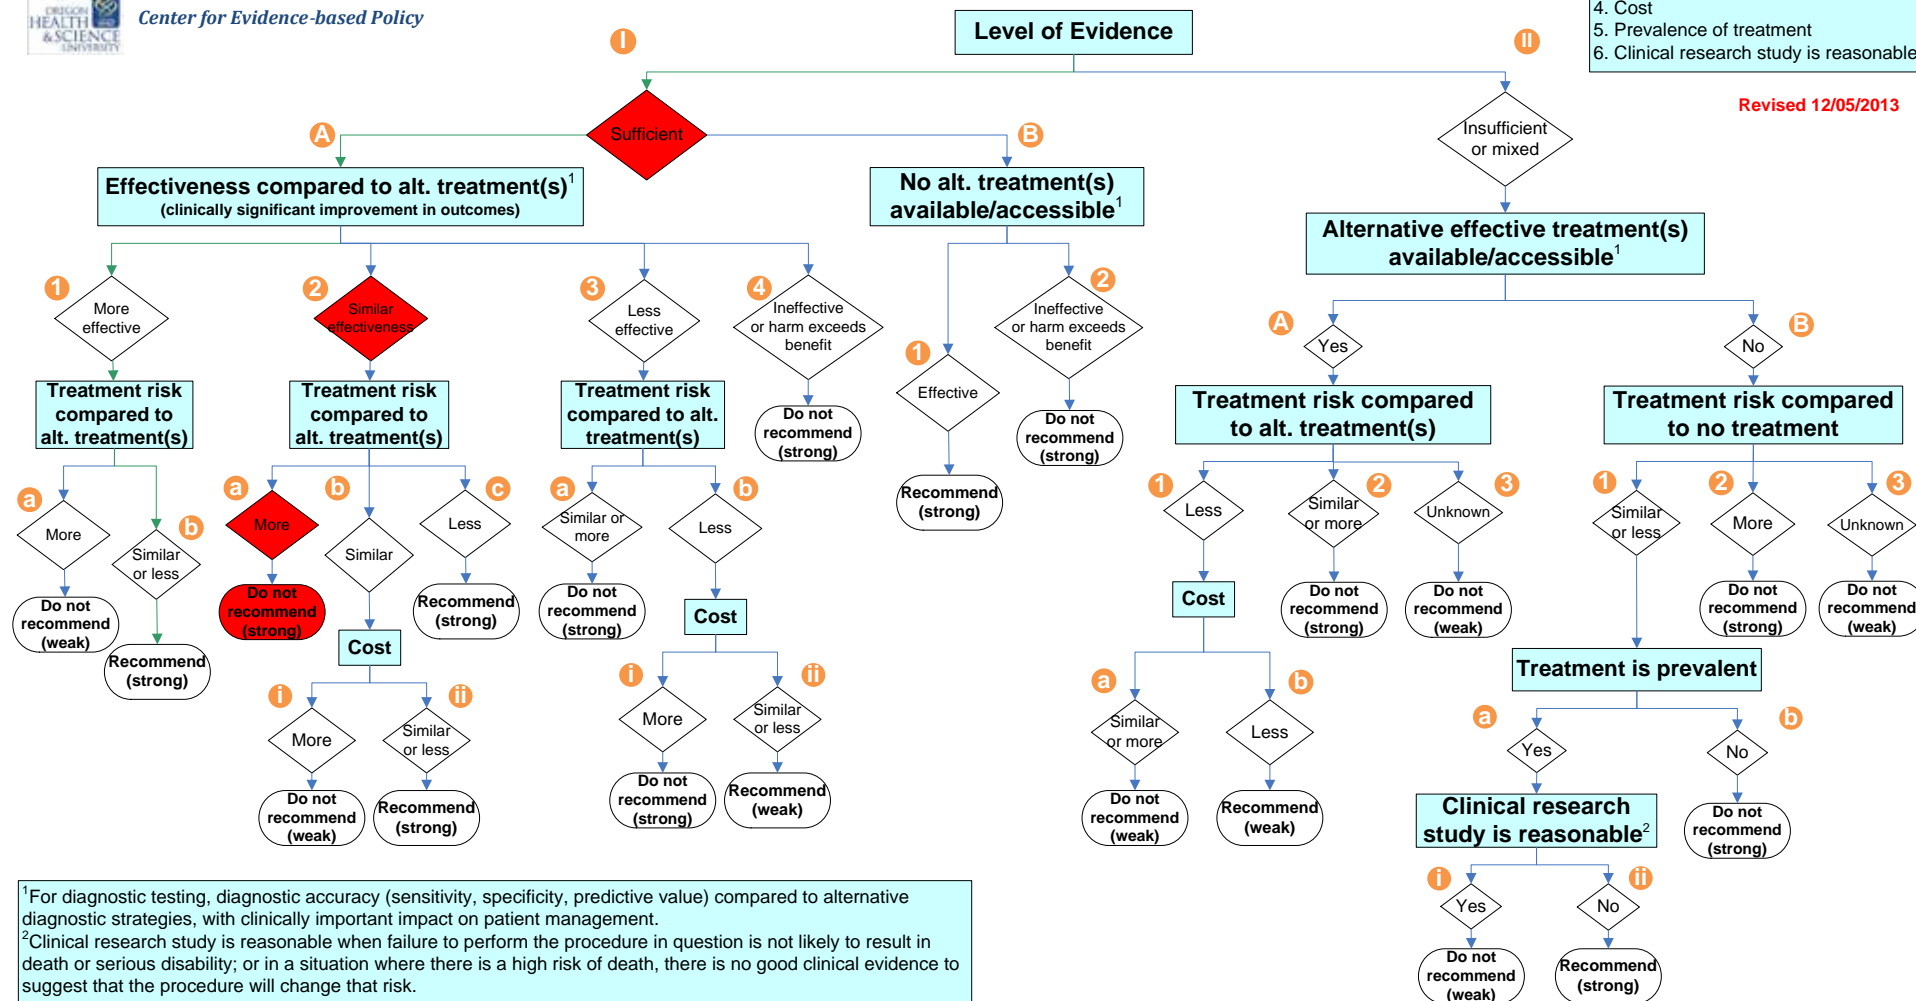 OREGON
HEALTH
& SCIENCE
UNIVERSITY
Center for Evidence-based Policy
4. Cost
5. Prevalence of treatment
6. Clinical research study is reasonable
Revised 12/05/2013
Level of Evidence
I
II
Sufficient
Insufficient
or mixed
A
B
Effectiveness compared to alt. treatment(s)1
(clinically significant improvement in outcomes)
No alt. treatment(s)
available/accessible1
Alternative effective treatment(s)
available/accessible1
1
More
effective
2
Similar
effectiveness
3
Less
effective
4
Ineffective
or harm exceeds
benefit
Do not
recommend
(strong)
1
Effective
Recommend
(strong)
2
Ineffective
or harm exceeds
benefit
Do not
recommend
(strong)
A
Yes
B
No
Treatment risk
compared to
alt. treatment(s)
Treatment risk
compared to
alt. treatment(s)
Treatment risk
compared to alt.
treatment(s)
Treatment risk compared
to alt. treatment(s)
Treatment risk compared
to no treatment
a
More
Do not
recommend
(weak)
b
Similar
or less
Recommend
(strong)
a
More
Do not
recommend
(strong)
b
Similar
c
Less
Recommend
(strong)
Cost
i
More
Do not
recommend
(weak)
ii
Similar
or less
Recommend
(strong)
a
Similar or
more
Do not
recommend
(strong)
b
Less
Cost
i
More
Do not
recommend
(strong)
ii
Similar
or less
Recommend
(weak)
1
Less
Cost
a
Similar
or more
Do not
recommend
(weak)
b
Less
Recommend
(weak)
2
Similar
or more
Do not
recommend
(strong)
3
Unknown
Do not
recommend
(weak)
1
Similar
or less
2
More
Do not
recommend
(strong)
3
Unknown
Do not
recommend
(weak)
Treatment is prevalent
a
Yes
b
No
Do not
recommend
(strong)
Clinical research
study is reasonable2
i
Yes
Do not
recommend
(weak)
ii
No
Recommend
(strong)
1For diagnostic testing, diagnostic accuracy (sensitivity, specificity, predictive value) compared to alternative
diagnostic strategies, with clinically important impact on patient management.
2Clinical research study is reasonable when failure to perform the procedure in question is not likely to result in
death or serious disability; or in a situation where there is a high risk of death, there is no good clinical evidence to
suggest that the procedure will change that risk.